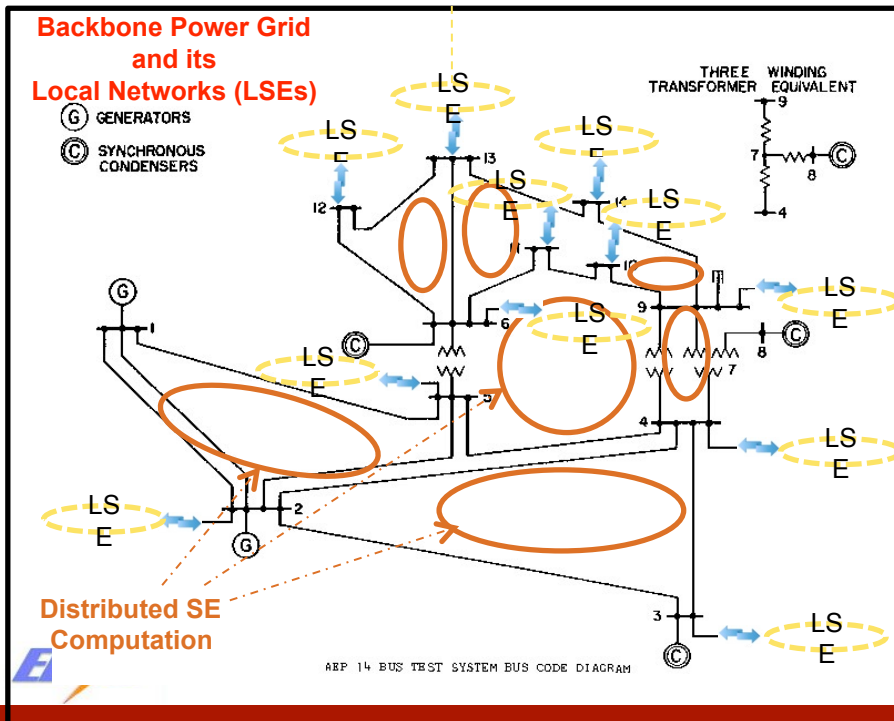 Backbone Power Grid
and its
Local Networks (LSEs)
G GENERATORS
C SYNCHRONOUS
CONDENSERS
THREE WINDING
TRANSFORMER EQUIVALENT
9
7
8
C
4
LS
E
LS
E
LS
E
LS
E
LS
E
13
12
14
11
10
G
1
C
6
LS
E
9
LS
E
C
8
7
LS
E
5
4
LS
E
LS
E
2
G
3
LS
E
C
Distributed SE
Computation
AEP 14 BUS TEST SYSTEM BUS CODE DIAGRAM